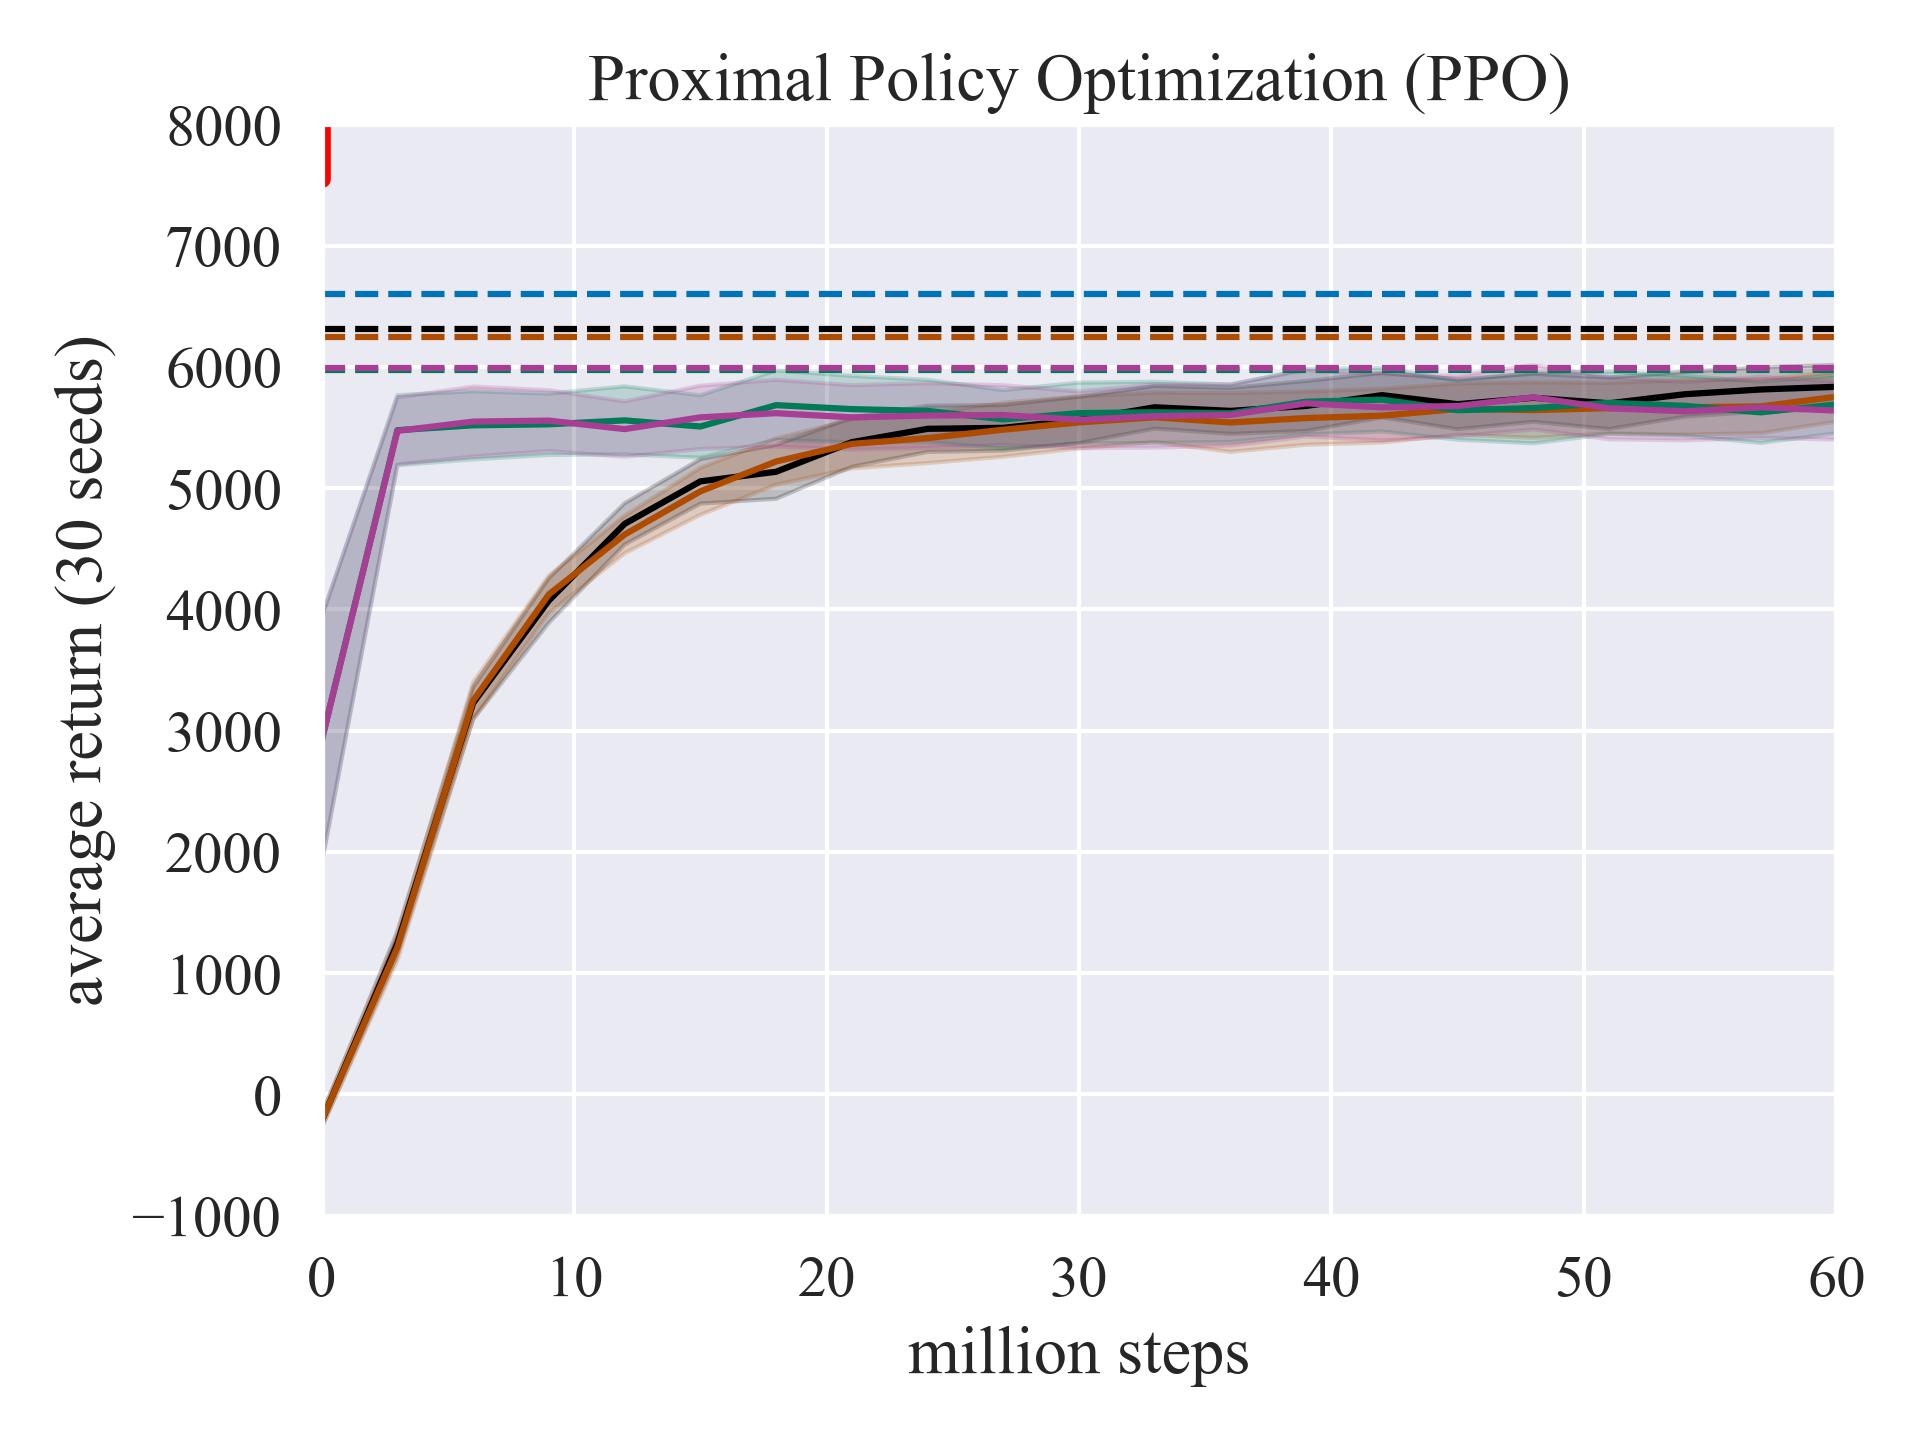 Proximal Policy Optimization (PPO)
8000
7000
6000
5000
4000
3000
2000
1000
0
−1000
average return (30 seeds)
0 10 20 30 40 50 60
million steps